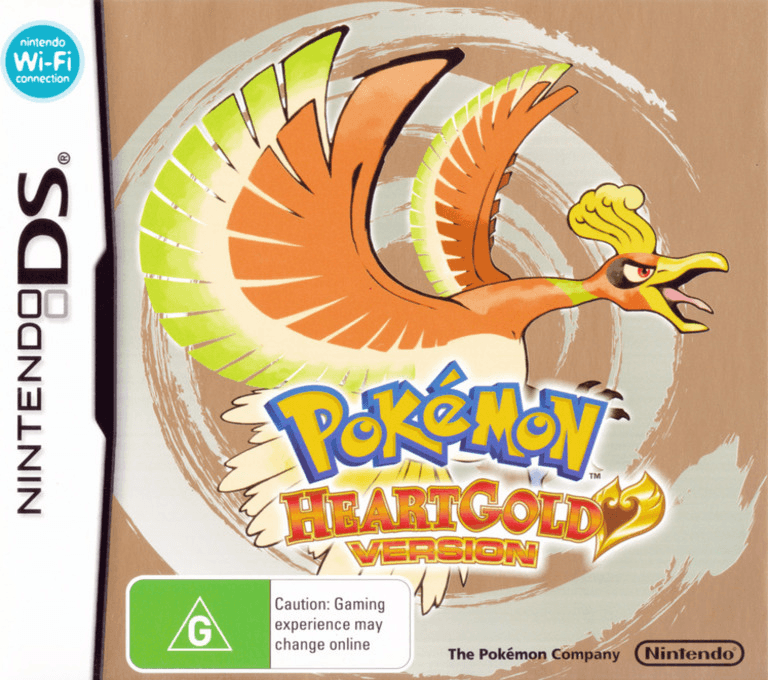 nintendo
Wi-Fi
connection
NINTENDO DS®
POKéMON
™
HEARTGOLD
VERSION
G
Caution: Gaming
experience may
change online
The Pokémon Company
Nintendo®